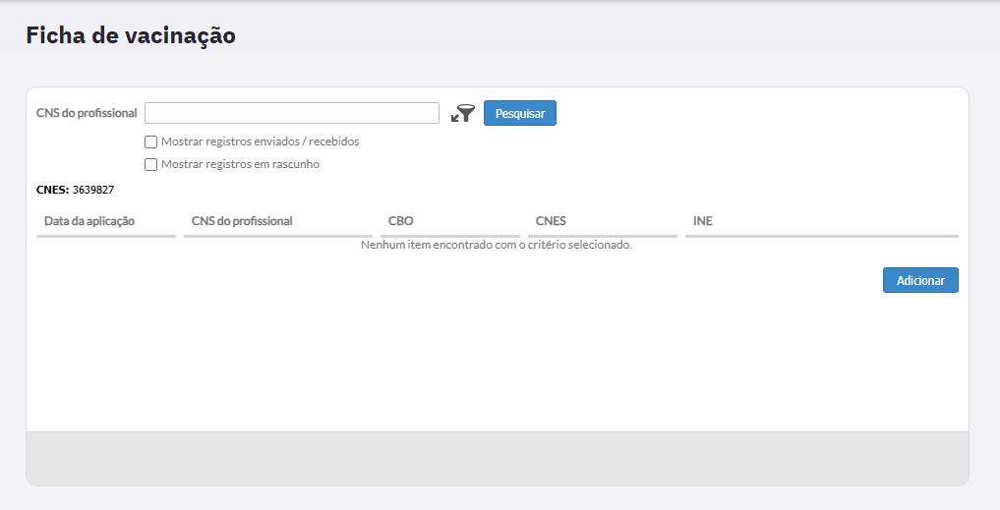 Ficha de vacinação
CNS do profissional Pesquisar
Mostrar registros enviados / recebidos
Mostrar registros em rascunho
CNES: 3639827
Data da aplicação CNS do profissional CBO CNES INE
Nenhum item encontrado com o critério selecionado.
Adicionar